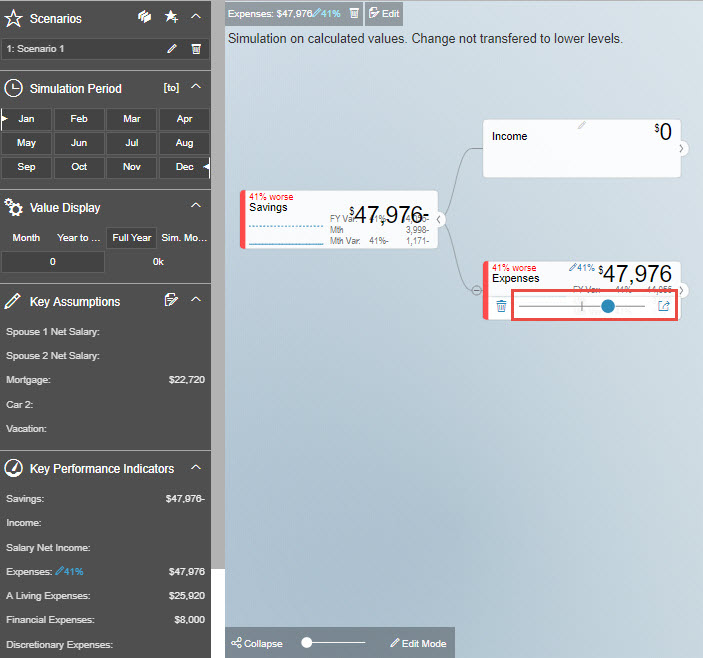 Scenarios
1: Scenario 1
Simulation Period [to]
Jan Feb Mar Apr
May Jun Jul Aug
Sep Oct Nov Dec
Value Display
Month Year to ... Full Year Sim. Mo...
0 0k
Key Assumptions
Spouse 1 Net Salary:
Spouse 2 Net Salary:
Mortgage: $22,720
Car 2:
Vacation:
Key Performance Indicators
Savings: $47,976-
Income:
Salary Net Income:
Expenses: 41% $47,976
A Living Expenses: $25,920
Financial Expenses: $8,000
Discretionary Expenses:
Expenses: $47,976 41% Edit
Simulation on calculated values. Change not transfered to lower levels.
Income $0
41% worse
Savings $47,976-
FY Var.
Mth 3,998-
Mth Var. 41%- 1,171-
41% worse 41% $47,976
Expenses
Collapse Edit Mode